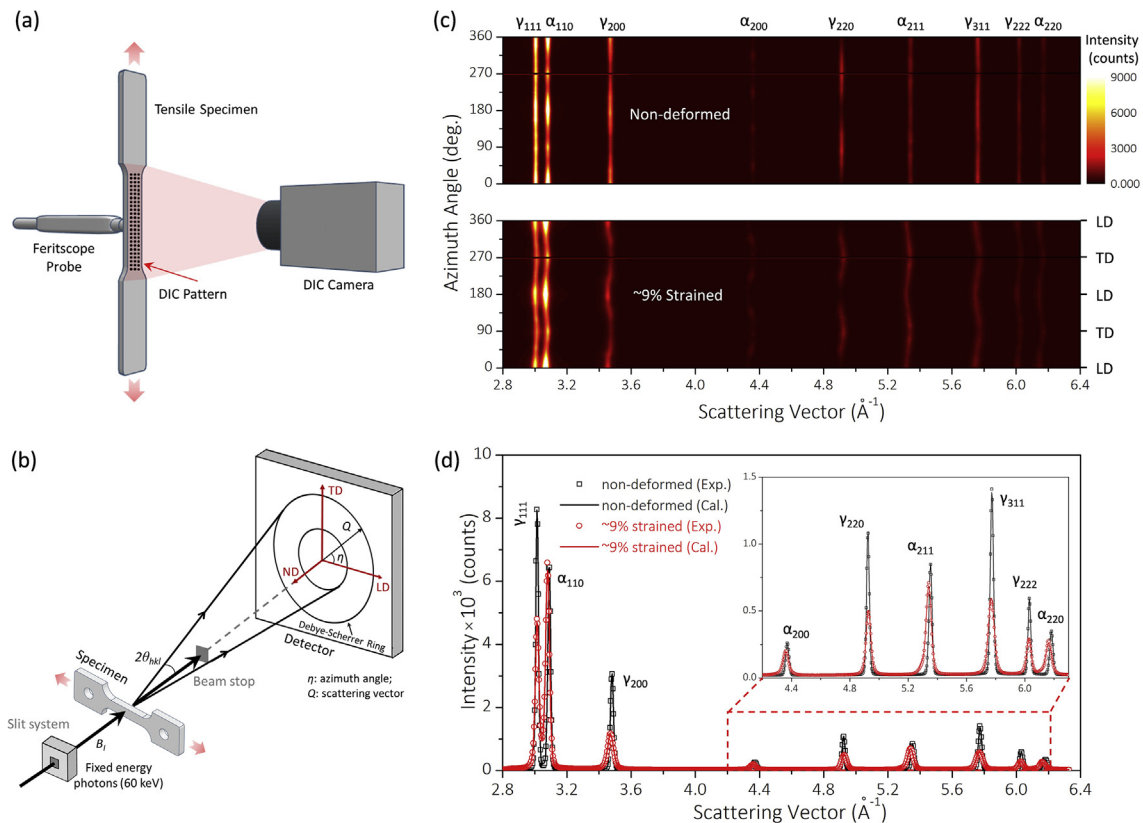 (a)
Tensile Specimen
Feritscope
Probe
DIC Pattern
DIC Camera
(b)
TD
Q
η
ND
LD
Debye-Scherrer Ring
Detector
2θhkl
Beam stop
η: azimuth angle;
Q: scattering vector
Specimen
Slit system
BI
Fixed energy
photons (60 keV)
(c)
γ111 α110 γ200 α200 γ220 α211 γ311 γ222 α220
Intensity
(counts)
9000
6000
3000
0.000
360
270
180
90
0
Non-deformed
Azimuth Angle (deg.)
360
270
180
90
0
~9% Strained
LD
TD
LD
TD
LD
2.8 3.2 3.6 4.0 4.4 4.8 5.2 5.6 6.0 6.4
Scattering Vector (Å-1)
(d)
10
8
6
4
2
0
Intensity × 10³ (counts)
γ111
α110
γ200
non-deformed (Exp.)
non-deformed (Cal.)
~9% strained (Exp.)
~9% strained (Cal.)
1.5
1.0
0.5
0.0
α200
γ220
α211
γ311
γ222
α220
4.4 4.8 5.2 5.6 6.0
2.8 3.2 3.6 4.0 4.4 4.8 5.2 5.6 6.0 6.4
Scattering Vector (Å-1)